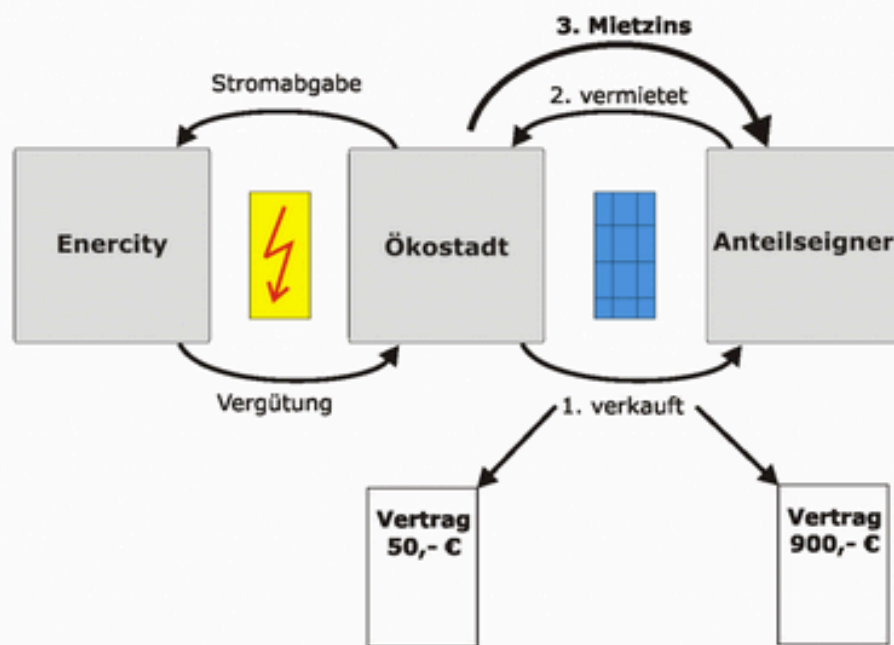 3. Mietzins
Stromabgabe
2. vermietet
Enercity
Ökostadt
Anteilseigner
Vergütung
1. verkauft
Vertrag
50,- €
Vertrag
900,- €